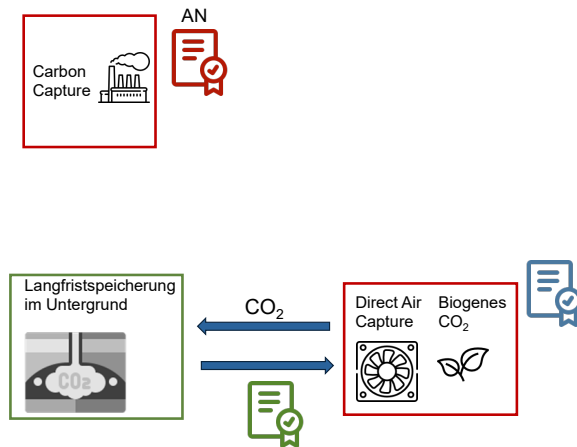 AN
Carbon
Capture
Langfristspeicherung
im Untergrund
CO2
CO₂
Direct Air
Capture
Biogenes
CO₂